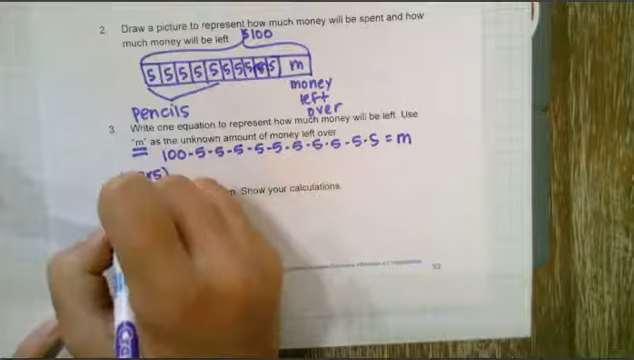 2. Draw a picture to represent how much money will be spent and how
much money will be left
$100
5 5 5 5 5 5 5 5 5 5 m
pencils
money
left
over
3 Write one equation to represent how much money will be left. Use
"m" as the unknown amount of money left over
100-5-5-5-5-5-5-5-5-5-5 = m
Show your calculations.
53